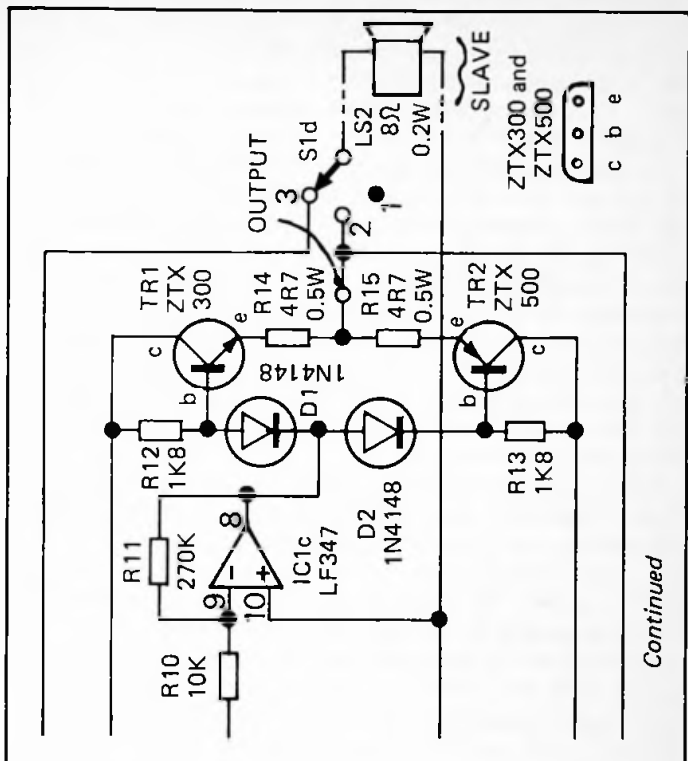 SLAVE
LS2
8Ω
0.2W
S1d
3
2
1
OUTPUT
ZTX300 and
ZTX500
c b e
TR1
ZTX
300
c
b
e
R14
4R7
0.5W
R15
4R7
0.5W
TR2
ZTX
500
e
b
c
R12
1K8
1N4148
D1
D2
1N4148
R13
1K8
R11
270K
8
9
10
−
+
IC1c
LF347
R10
10K
Continued